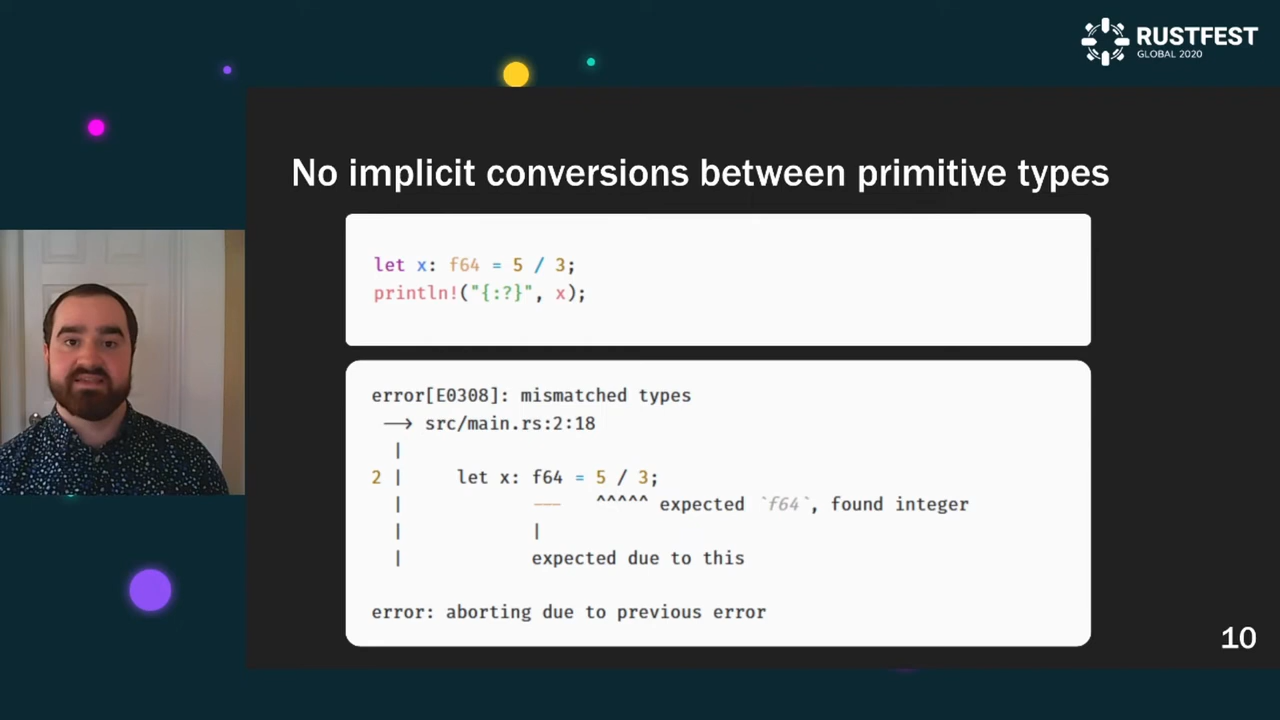 RUSTFEST
GLOBAL 2020
No implicit conversions between primitive types
let x: f64 = 5 / 3;
println!("{:?}", x);
error[E0308]: mismatched types
 --> src/main.rs:2:18
  |
2 |     let x: f64 = 5 / 3;
  |            ---   ^^^^^ expected `f64`, found integer
  |            |
  |            expected due to this
error: aborting due to previous error
10